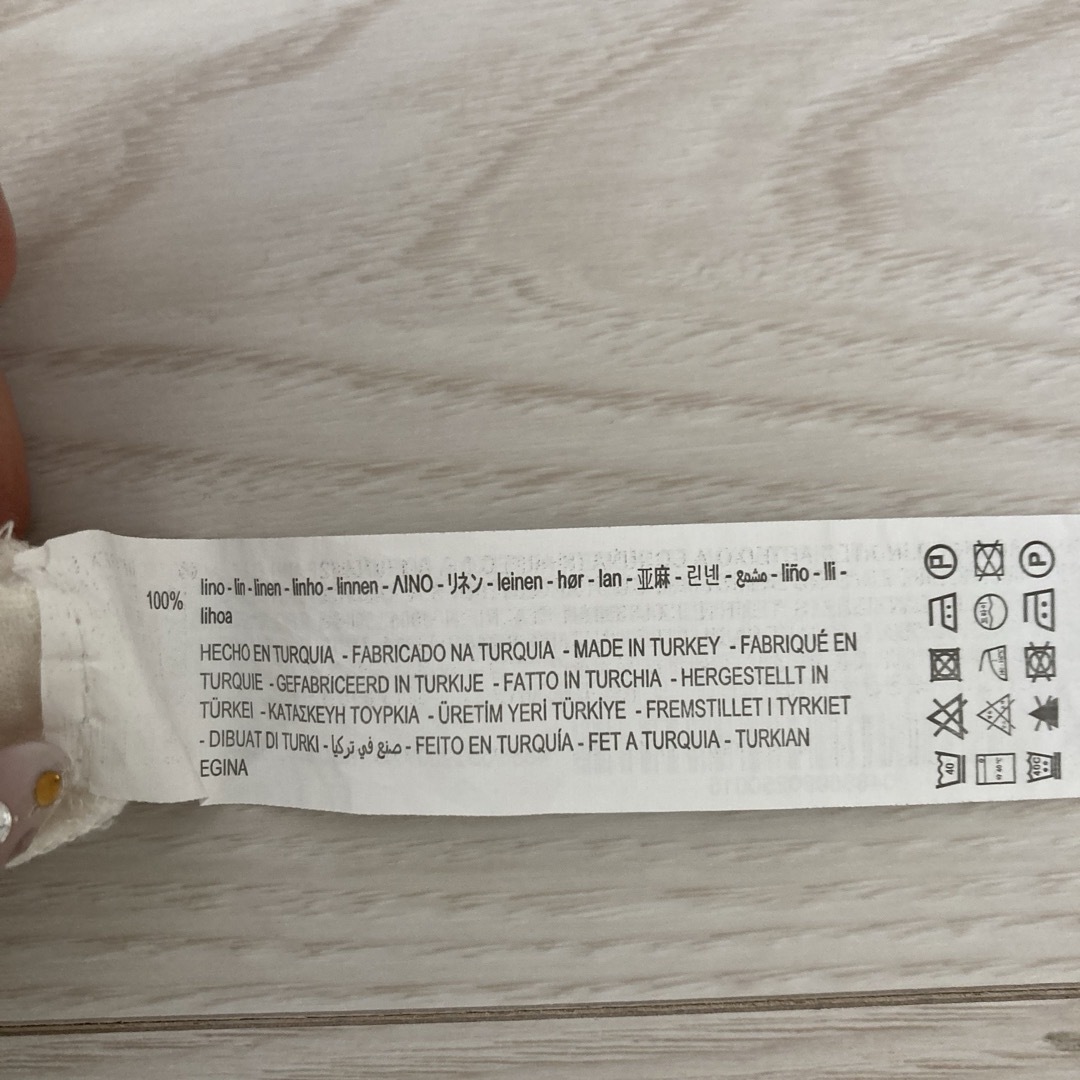 100%
lino - lin - linen - linho - linnen - ΛΙΝΟ - リネン - leinen - hør - lan - 亚麻 - 린넨 - مشمع - liño - lli -
lihoa
HECHO EN TURQUIA - FABRICADO NA TURQUIA - MADE IN TURKEY - FABRIQUÉ EN
TURQUIE - GEFABRICEERD IN TURKIJE - FATTO IN TURCHIA - HERGESTELLT IN
TÜRKEI - ΚΑΤΑΣΚΕΥΗ ΤΟΥΡΚΙΑ - ÜRETİM YERİ TÜRKİYE - FREMSTILLET I TYRKIET
- DIBUAT DI TURKI - صنع في تركيا - FEITO EN TURQUÍA - FET A TURQUIA - TURKIAN
EGINA
P
P
40
40C